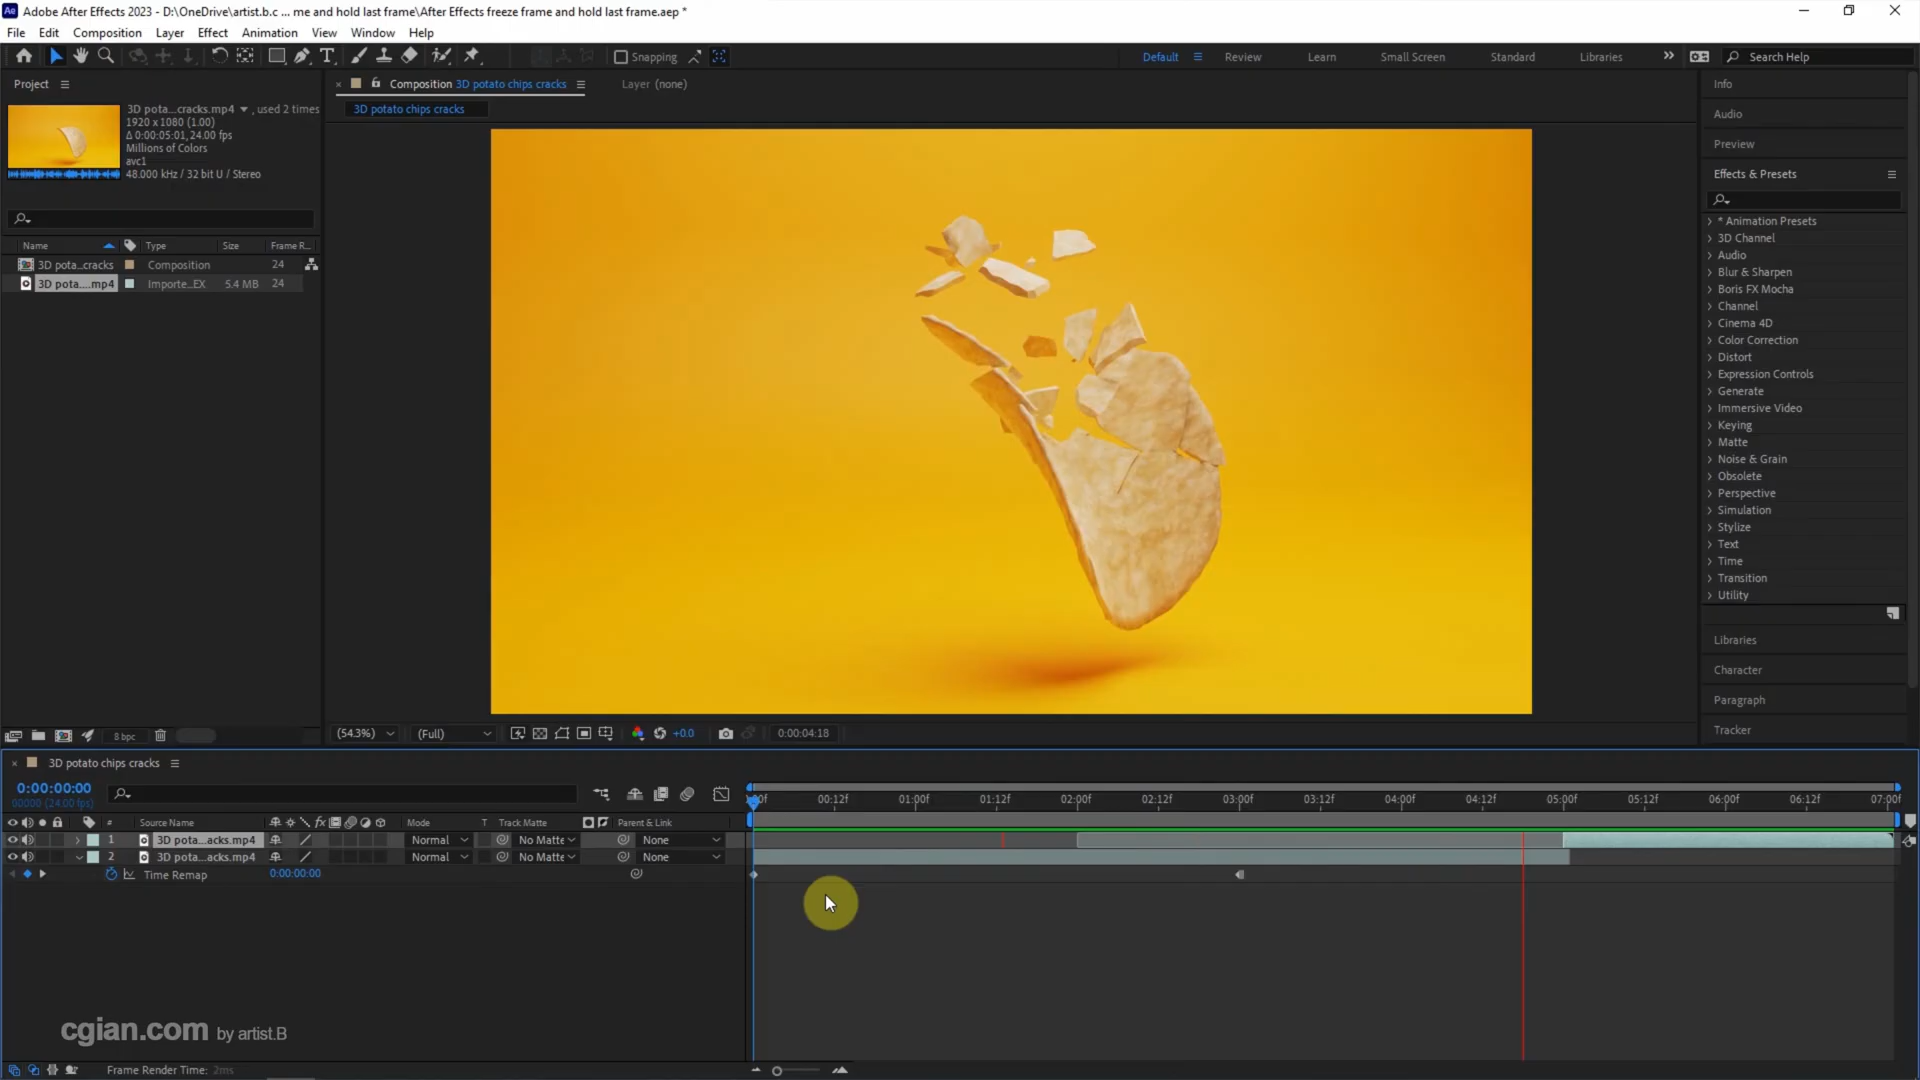 Adobe After Effects 2023 - D:\OneDrive\artist.b.c ... me and hold last frame\After Effects freeze frame and hold last frame.aep *
File Edit Composition Layer Effect Animation View Window Help
Snapping
Default Review Learn Small Screen Standard Libraries
Search Help
Project
Composition 3D potato chips cracks
Layer (none)
3D potato chips cracks
3D pota...cracks.mp4 , used 2 times
1920 x 1080 (1.00)
Δ 0:00:05:01, 24.00 fps
Millions of Colors
avc1
48.000 kHz / 32 bit U / Stereo
Name Type Size Frame R...
3D pota...cracks Composition 24
3D pota....mp4 Importe...EX 5.4 MB 24
8 bpc
(54.3%) (Full) +0.0 0:00:04:18
Info
Audio
Preview
Effects & Presets
* Animation Presets
3D Channel
Audio
Blur & Sharpen
Boris FX Mocha
Channel
Cinema 4D
Color Correction
Distort
Expression Controls
Generate
Immersive Video
Keying
Matte
Noise & Grain
Obsolete
Perspective
Simulation
Stylize
Text
Time
Transition
Utility
Libraries
Character
Paragraph
Tracker
3D potato chips cracks
0:00:00:00
00000 (24.00 fps)
00:12f 01:00f 01:12f 02:00f 02:12f 03:00f 03:12f 04:00f 04:12f 05:00f 05:12f 06:00f 06:12f 07:00f
# Source Name fx Mode T Track Matte Parent & Link
1 3D pota...acks.mp4 Normal No Matte None
2 3D pota...acks.mp4 Normal No Matte None
Time Remap 0:00:00:00
cgian.com by artist.B
Frame Render Time: 2ms